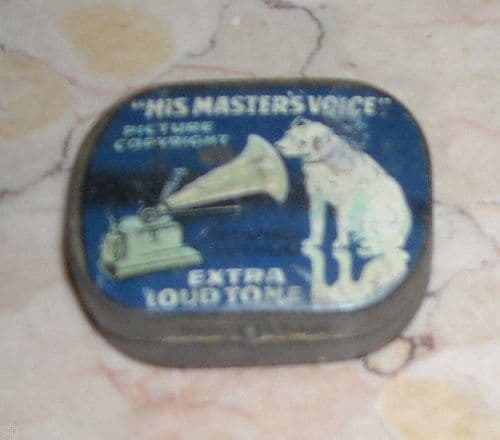 "HIS MASTER'S VOICE"
PICTURE
COPYRIGHT
EXTRA
LOUD TONE